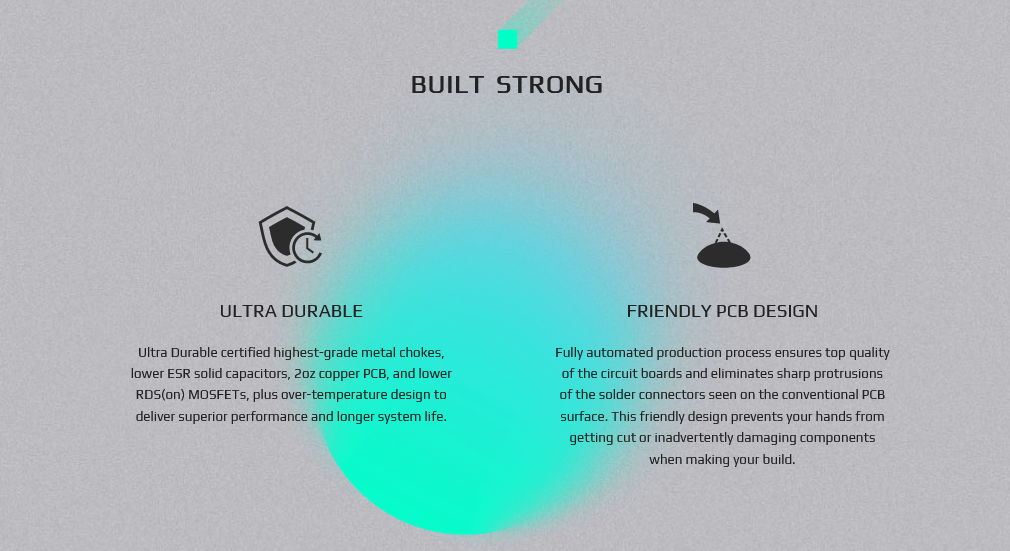 BUILT STRONG
ULTRA DURABLE
Ultra Durable certified highest-grade metal chokes,
lower ESR solid capacitors, 2oz copper PCB, and lower
RDS(on) MOSFETs, plus over-temperature design to
deliver superior performance and longer system life.
FRIENDLY PCB DESIGN
Fully automated production process ensures top quality
of the circuit boards and eliminates sharp protrusions
of the solder connectors seen on the conventional PCB
surface. This friendly design prevents your hands from
getting cut or inadvertently damaging components
when making your build.